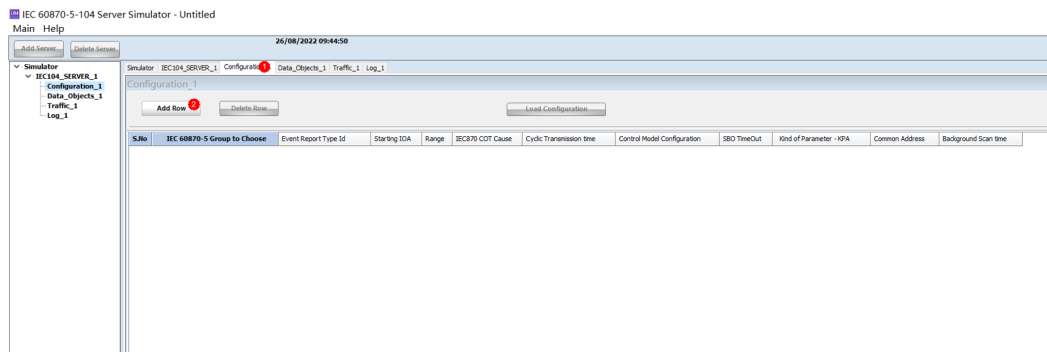 104 IEC 60870-5-104 Server Simulator - Untitled
Main Help
Add Server Delete Server 26/08/2022 09:44:50
Simulator
IEC104_SERVER_1
Configuration_1
Data_Objects_1
Traffic_1
Log_1
Simulator IEC104_SERVER_1 Configuratio 1 Data_Objects_1 Traffic_1 Log_1
Configuration_1
Add Row 2 Delete Row Load Configuration
S.No IEC 60870-5 Group to Choose Event Report Type Id Starting IOA Range IEC870 COT Cause Cyclic Transmission time Control Model Configuration SBO TimeOut Kind of Parameter - KPA Common Address Background Scan time